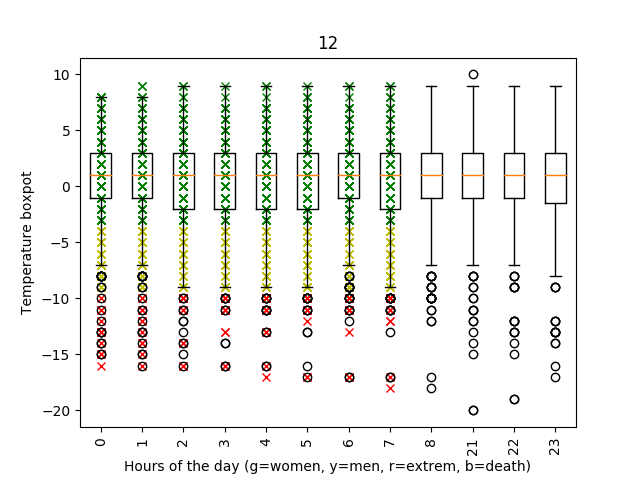 12
10
5
0
−5
−10
−15
−20
Temperature boxpot
0 1 2 3 4 5 6 7 8 21 22 23
Hours of the day (g=women, y=men, r=extrem, b=death)